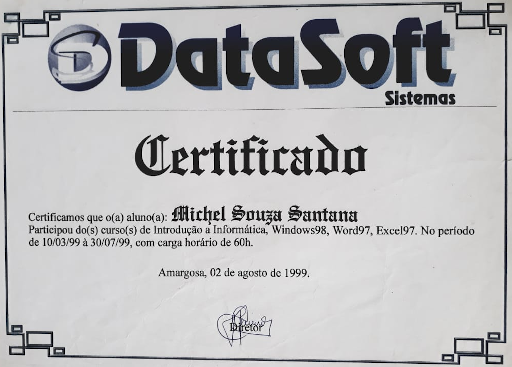 DataSoft
Sistemas
Certificado
Certificamos que o(a) aluno(a): Michel Souza Santana
Participou do(s) curso(s) de Introdução a Informática, Windows98, Word97, Excel97. No período
de 10/03/99 à 30/07/99, com carga horário de 60h.
Amargosa, 02 de agosto de 1999.
Diretor